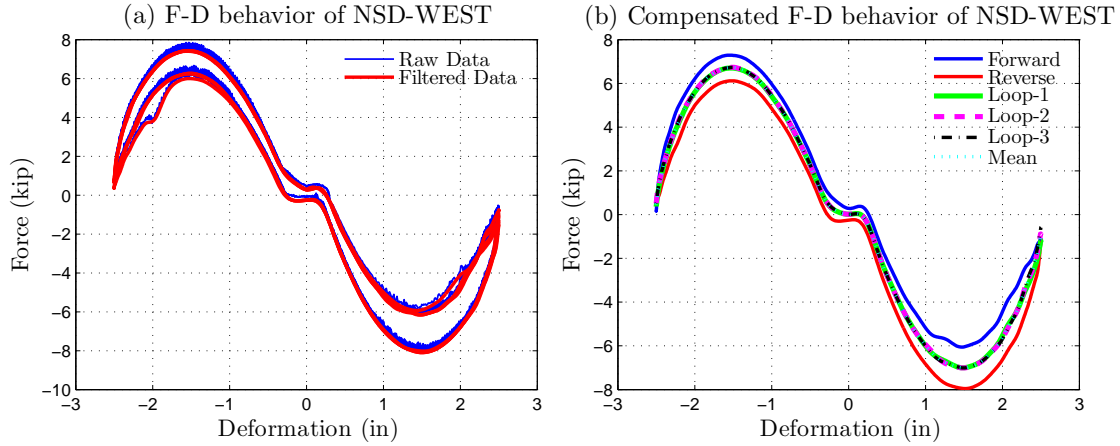 (a) F-D behavior of NSD-WEST
8
6
4
2
0
−2
−4
−6
−8
−10
−3
−2
−1
0
1
2
3
Force (kip)
Deformation (in)
Raw Data
Filtered Data
(b) Compensated F-D behavior of NSD-WEST
8
6
4
2
0
−2
−4
−6
−8
−3
−2
−1
0
1
2
3
Force (kip)
Deformation (in)
Forward
Reverse
Loop-1
Loop-2
Loop-3
Mean